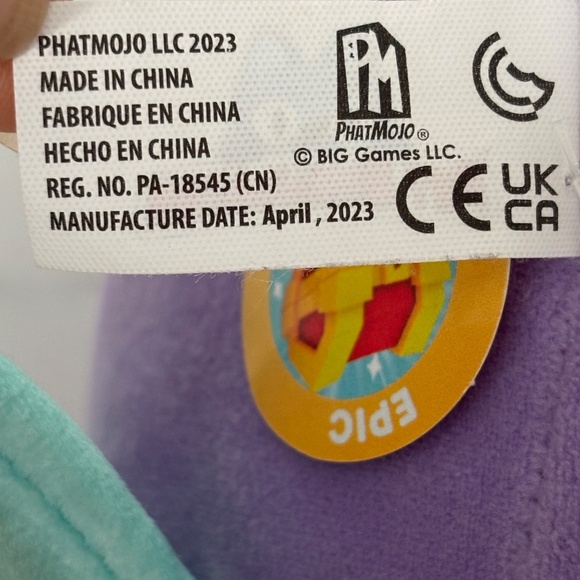 PHATMOJO LLC 2023
MADE IN CHINA
FABRIQUE EN CHINA
HECHO EN CHINA
REG. NO. PA-18545 (CN)
MANUFACTURE DATE: April , 2023
PM
PHATMOJO®
© BIG Games LLC.
CE
UK
CA
EPIC